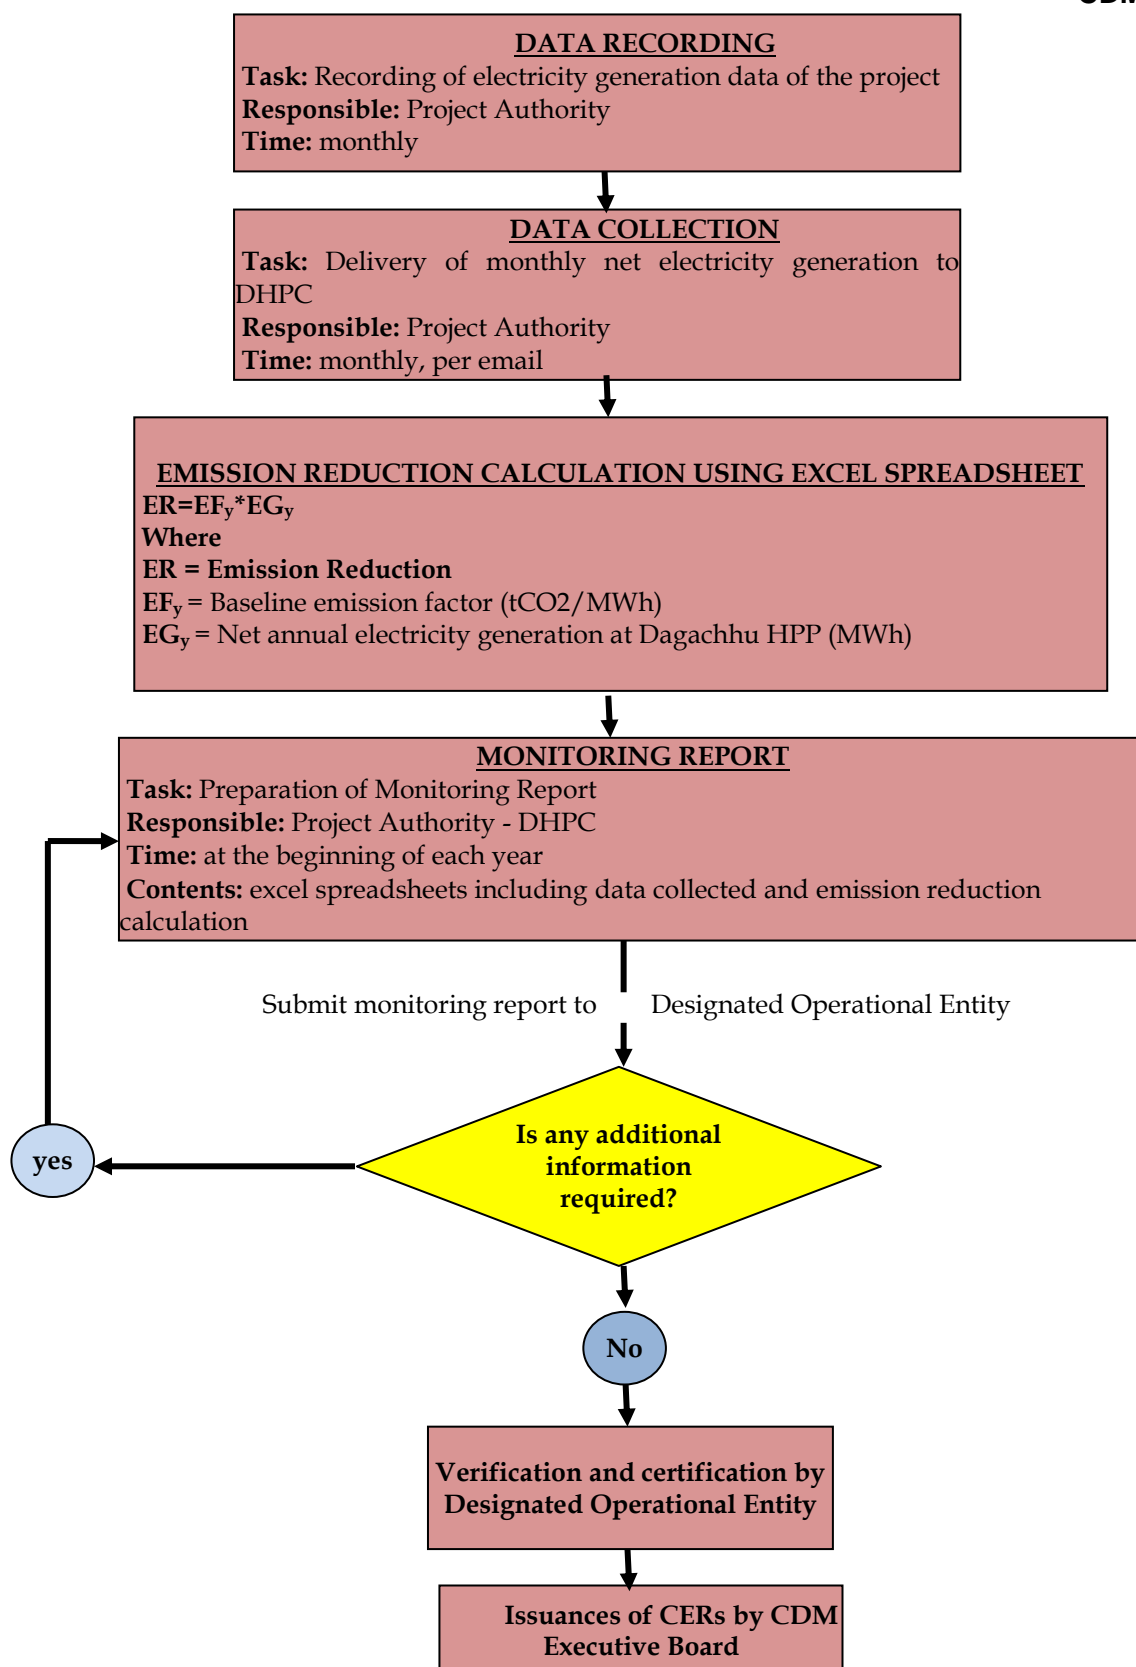 DATA RECORDING
Task: Recording of electricity generation data of the project
Responsible: Project Authority
Time: monthly
DATA COLLECTION
Task: Delivery of monthly net electricity generation to
DHPC
Responsible: Project Authority
Time: monthly, per email
EMISSION REDUCTION CALCULATION USING EXCEL SPREADSHEET
ER=EFy*EGy
Where
ER = Emission Reduction
EFy = Baseline emission factor (tCO2/MWh)
EGy = Net annual electricity generation at Dagachhu HPP (MWh)
MONITORING REPORT
Task: Preparation of Monitoring Report
Responsible: Project Authority - DHPC
Time: at the beginning of each year
Contents: excel spreadsheets including data collected and emission reduction
calculation
Submit monitoring report to Designated Operational Entity
Is any additional
information
required?
yes
No
Verification and certification by
Designated Operational Entity
Issuances of CERs by CDM
Executive Board